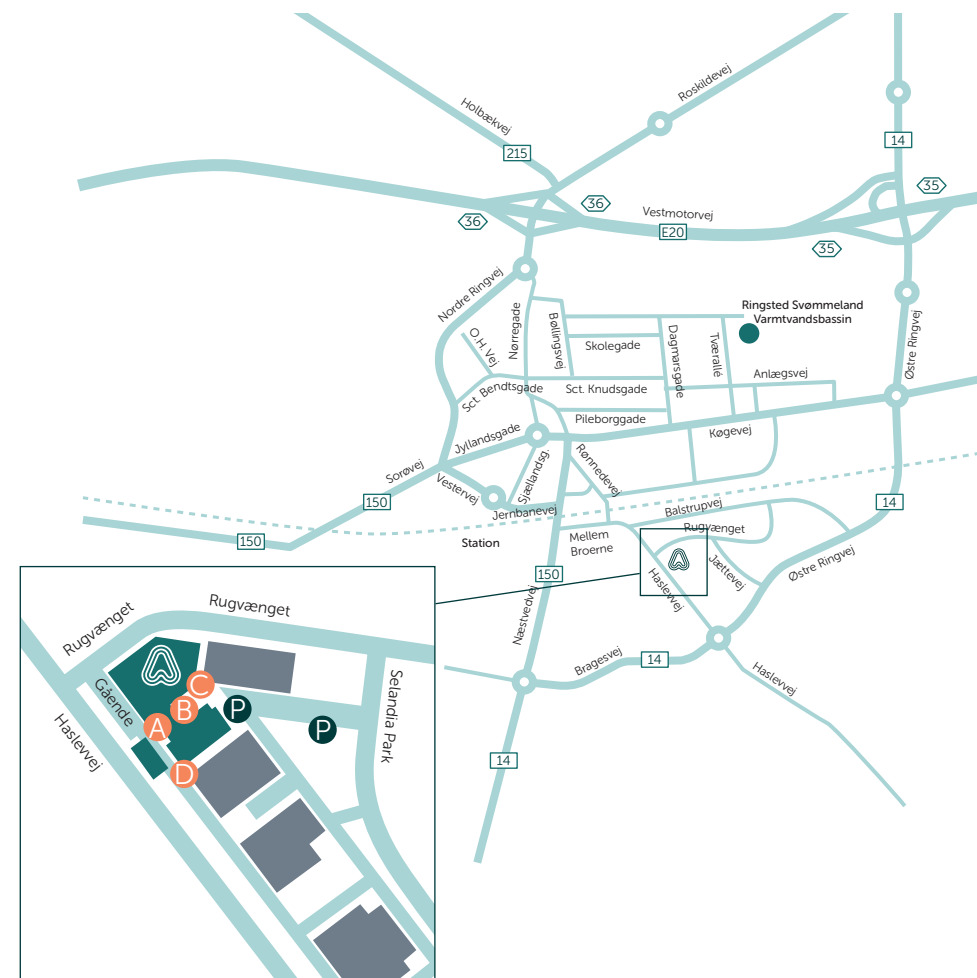 Holbækvej
Roskildevej
215
14
36
36
35
35
Vestmotorvej
E20
Nordre Ringvej
O.H. Vej
Nørregade
Bøllingsvej
Skolegade
Dagmarsgade
Tværallé
Ringsted Svømmeland
Varmtvandsbassin
Østre Ringvej
Anlægsvej
Sct. Bendtsgade
Sct. Knudsgade
Pileborggade
Køgevej
Jyllandsgade
Sorøvej
Vestervej
Sjællandsg.
Rønnedevej
Jernbanevej
150
150
14
Station
Mellem
Broerne
Balstrupvej
Rugvænget
Jættevej
Haslevvej
Østre Ringvej
150
Næstvedvej
Bragesvej
14
Haslevvej
14
Rugvænget
Rugvænget
Gående
Haslevvej
Selandia Park
A
B
C
D
P
P